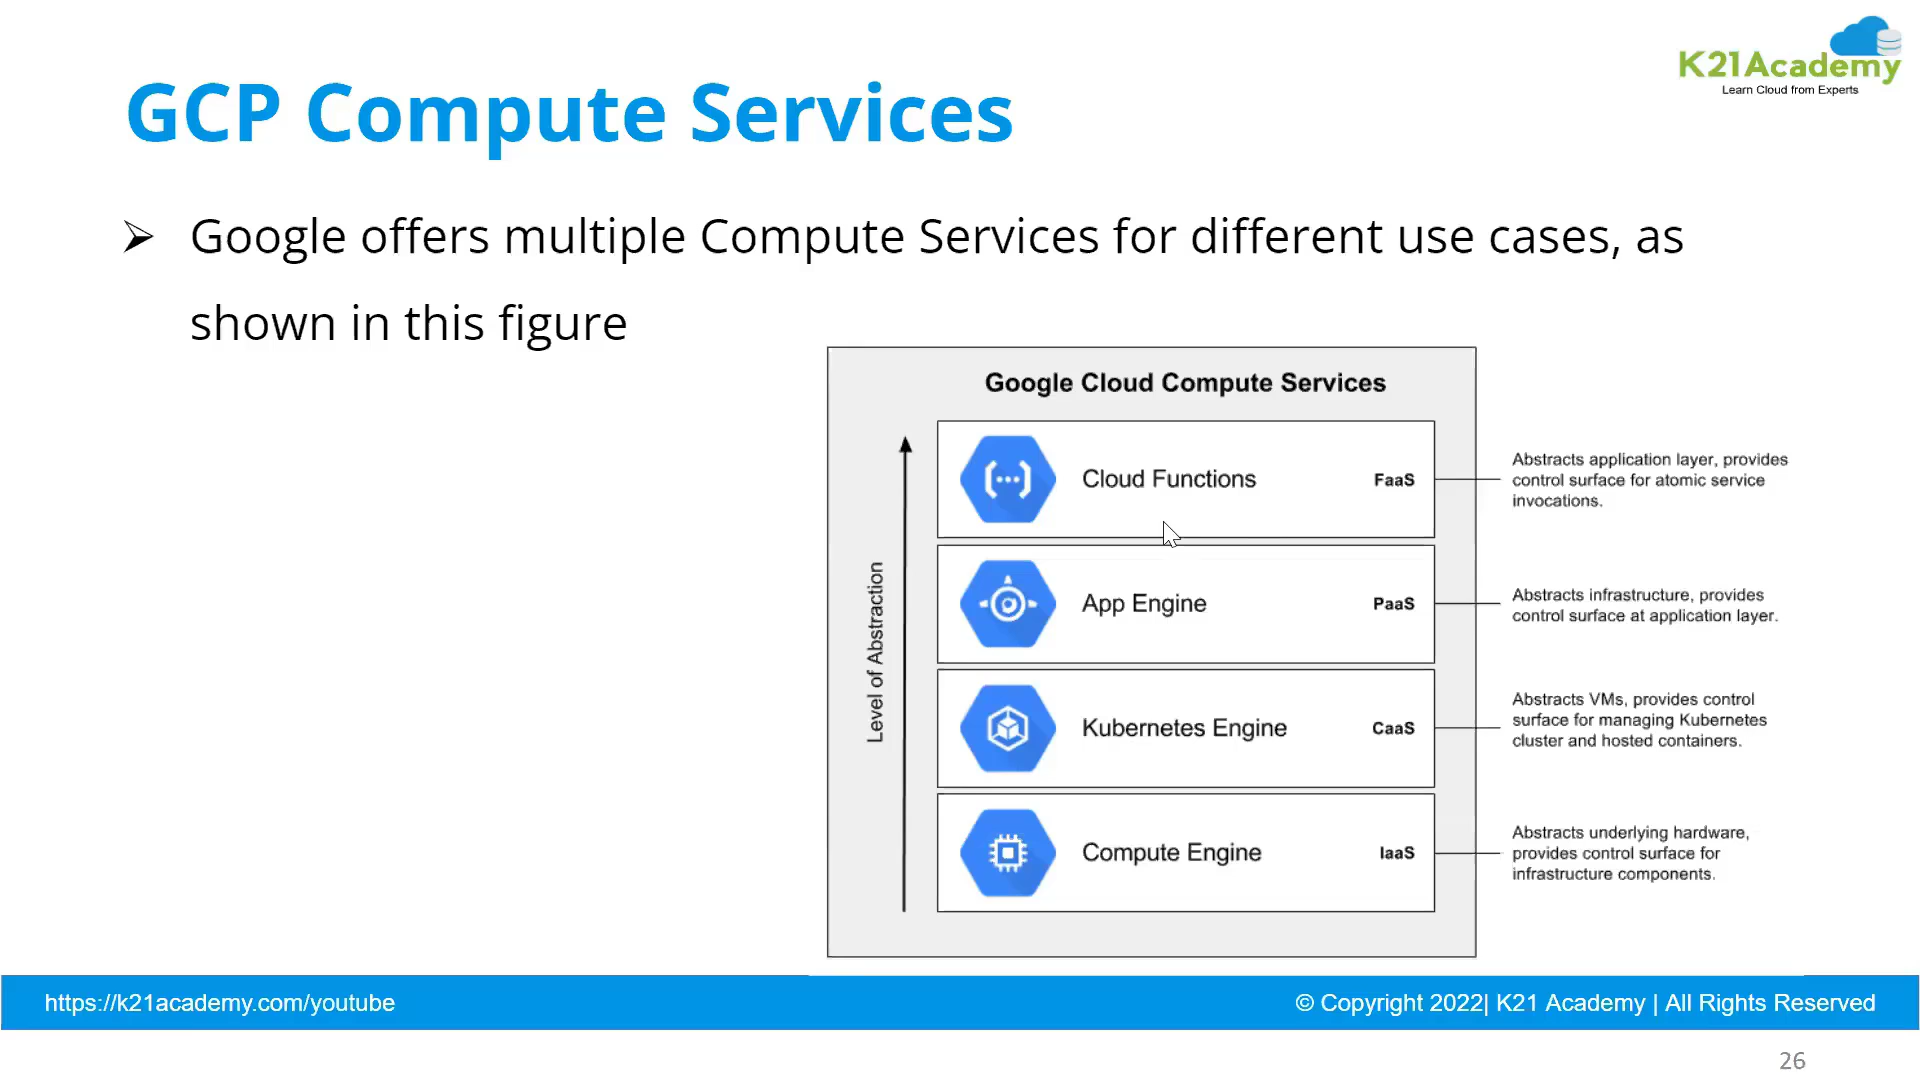 K21Academy
Learn Cloud from Experts
GCP Compute Services
Google offers multiple Compute Services for different use cases, as
shown in this figure
Google Cloud Compute Services
Level of Abstraction
Cloud Functions FaaS
Abstracts application layer, provides
control surface for atomic service
invocations.
App Engine PaaS
Abstracts infrastructure, provides
control surface at application layer.
Kubernetes Engine CaaS
Abstracts VMs, provides control
surface for managing Kubernetes
cluster and hosted containers.
Compute Engine IaaS
Abstracts underlying hardware,
provides control surface for
infrastructure components.
https://k21academy.com/youtube
© Copyright 2022| K21 Academy | All Rights Reserved
26